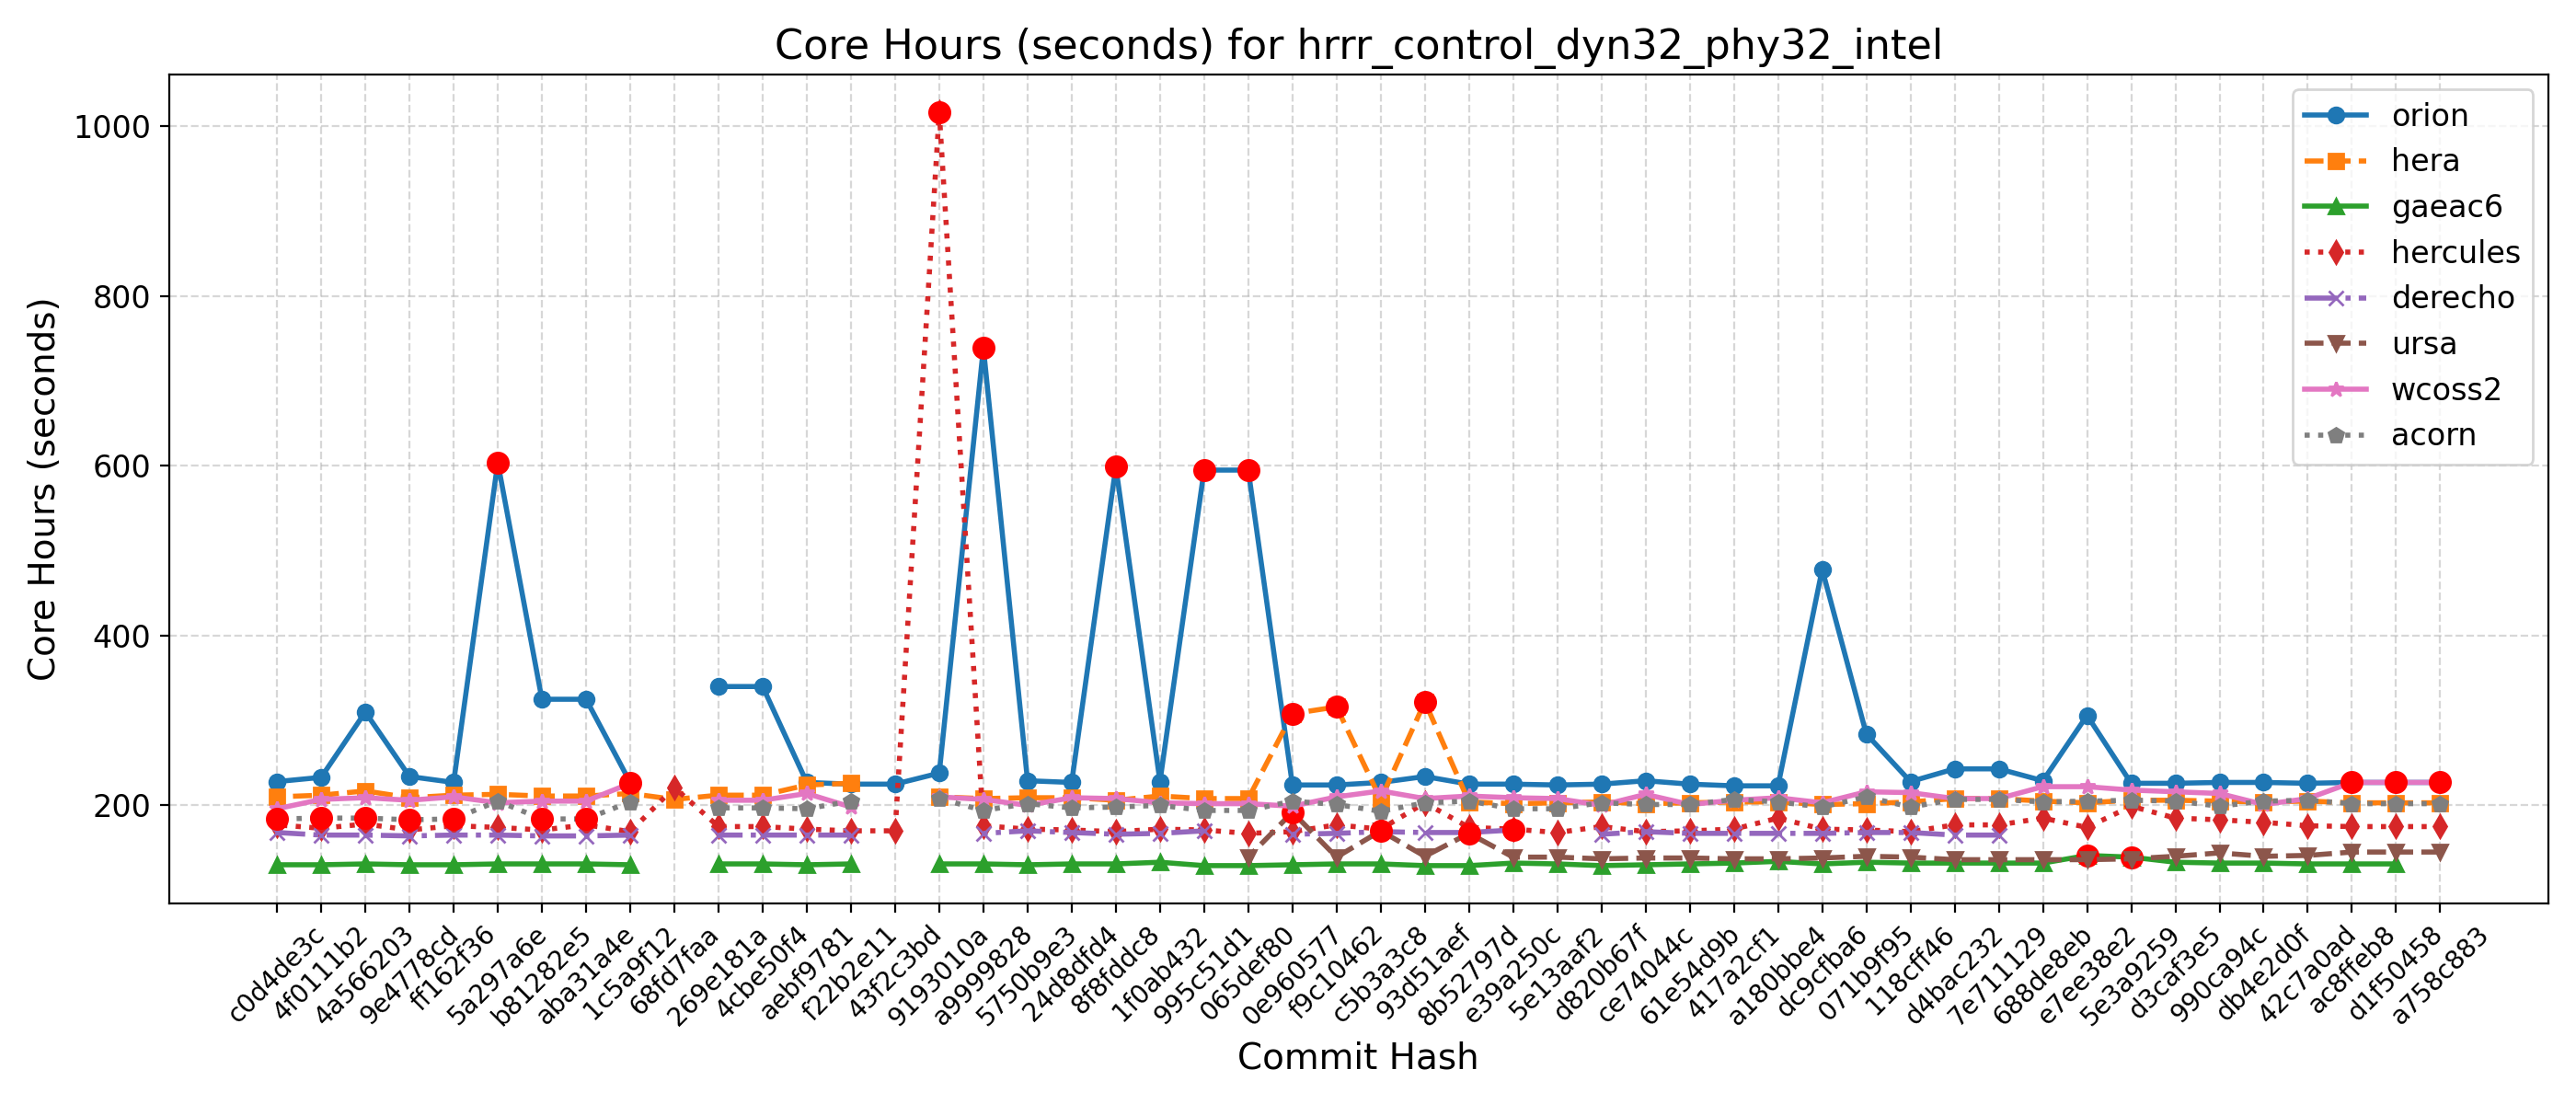 Core Hours (seconds) for hrrr_control_dyn32_phy32_intel
Core Hours (seconds)
1000
800
600
400
200
orion
hera
gaeac6
hercules
derecho
ursa
wcoss2
acorn
c0d4de3c
4f0111b2
4a566203
9e4778cd
ff162f36
5a297a6e
b81282e5
aba31a4e
1c5a9f12
68fd7faa
269e181a
4cbe50f4
aebf9781
f22b2e11
43f2c3bd
9193010a
a9999828
5750b9e3
24d8dfd4
8f8fddc8
1f0ab432
995c51d1
065def80
0e960577
f9c10462
c5b3a3c8
93d51aef
8b52797d
e39a250c
5e13aaf2
d820b67f
ce74044c
61e54d9b
417a2cf1
a180bbe4
dc9cfba6
071b9f95
118cff46
d4bac232
7e711129
688de8eb
e7ee38e2
5e3a9259
d3caf3e5
990ca94c
db4e2d0f
42c7a0ad
ac8ffeb8
d1f50458
a758c883
Commit Hash